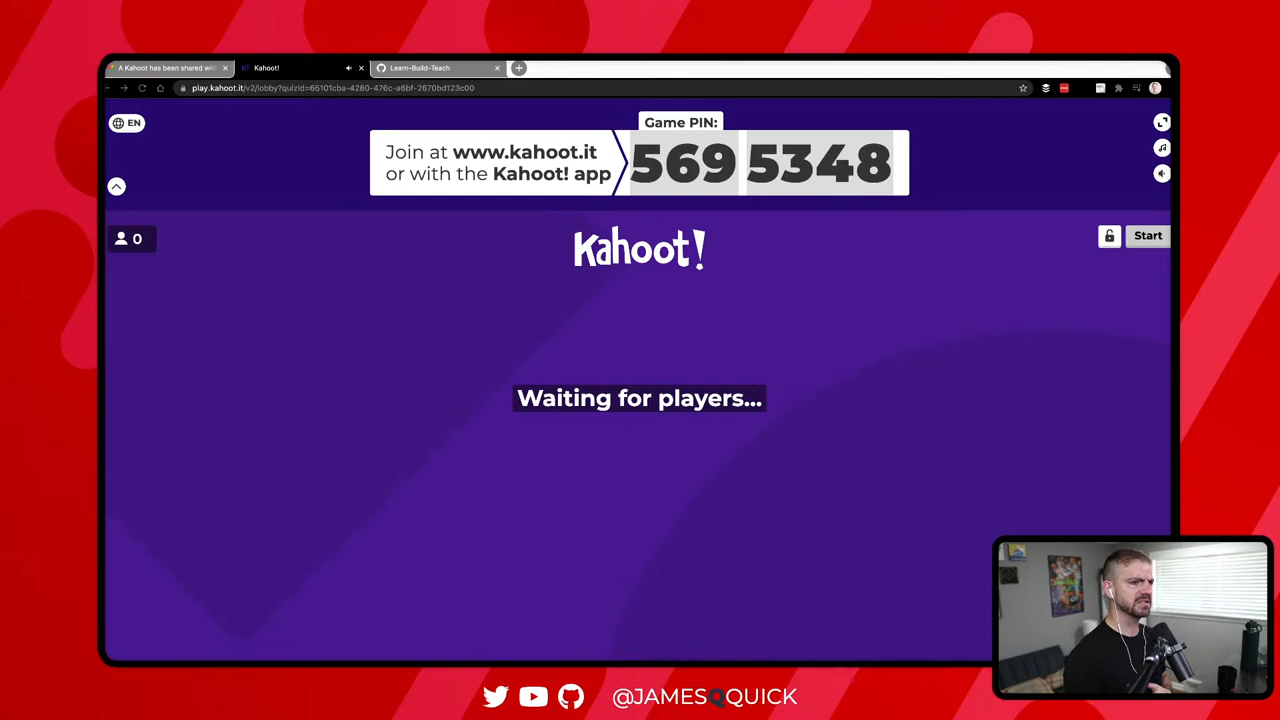 A Kahoot has been shared wit
Kahoot!
Learn-Build-Teach
play.kahoot.it/v2/lobby?quizid=65101cba-4280-476c-a6bf-2670bd123c00
EN
Game PIN:
Join at www.kahoot.it
or with the Kahoot! app
569 5348
0
Kahoot!
Start
Waiting for players...
@JAMESQQUICK